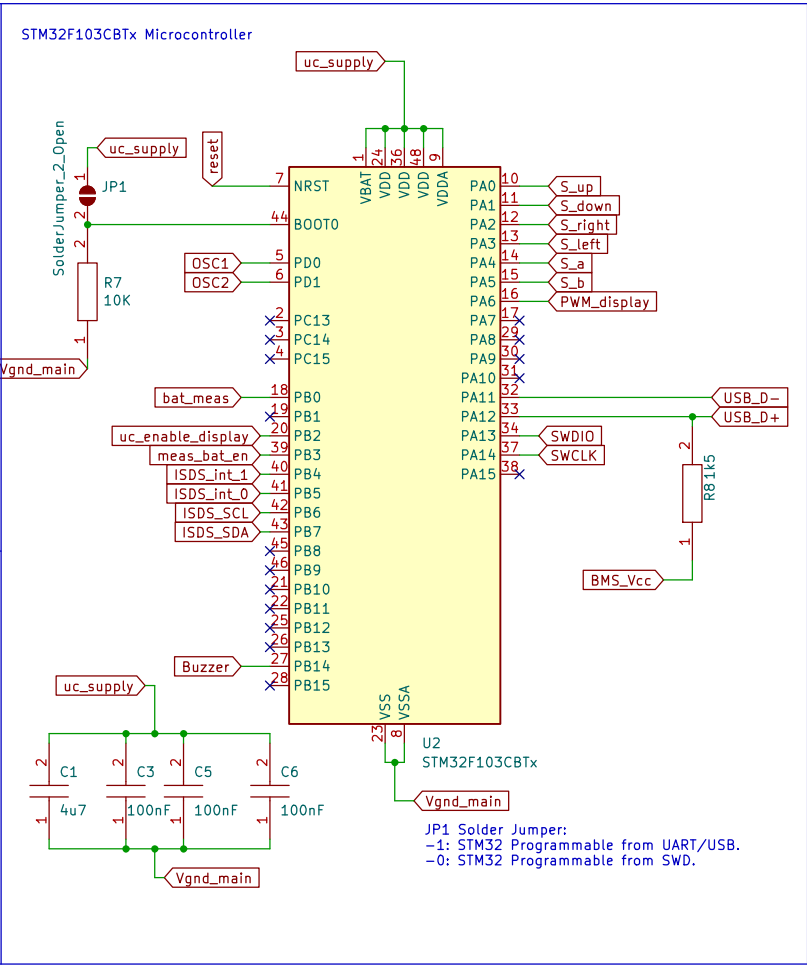 STM32F103CBTx Microcontroller
uc_supply
uc_supply
SolderJumper_2_Open
1
JP1
2
reset
1
24
36
48
9
VBAT
VDD
VDD
VDD
VDDA
7 NRST
44 BOOT0
OSC1 5 PD0
OSC2 6 PD1
2
R7
10K
1
Vgnd_main
2 PC13
3 PC14
4 PC15
bat_meas 18 PB0
19 PB1
uc_enable_display 20 PB2
meas_bat_en 39 PB3
ISDS_int_1 40 PB4
ISDS_int_0 41 PB5
ISDS_SCL 42 PB6
ISDS_SDA 43 PB7
45 PB8
46 PB9
21 PB10
22 PB11
25 PB12
26 PB13
Buzzer 27 PB14
28 PB15
PA0 10 S_up
PA1 11 S_down
PA2 12 S_right
PA3 13 S_left
PA4 14 S_a
PA5 15 S_b
PA6 16 PWM_display
PA7 17
PA8 29
PA9 30
PA10 31
PA11 32 USB_D-
PA12 33 USB_D+
PA13 34 SWDIO
PA14 37 SWCLK
PA15 38
2
R8
1k5
1
BMS_Vcc
VSS
VSSA
23
8
U2
STM32F103CBTx
Vgnd_main
uc_supply
2 C1 4u7 1
2 C3 100nF 1
2 C5 100nF 1
2 C6 100nF 1
Vgnd_main
JP1 Solder Jumper:
-1: STM32 Programmable from UART/USB.
-0: STM32 Programmable from SWD.